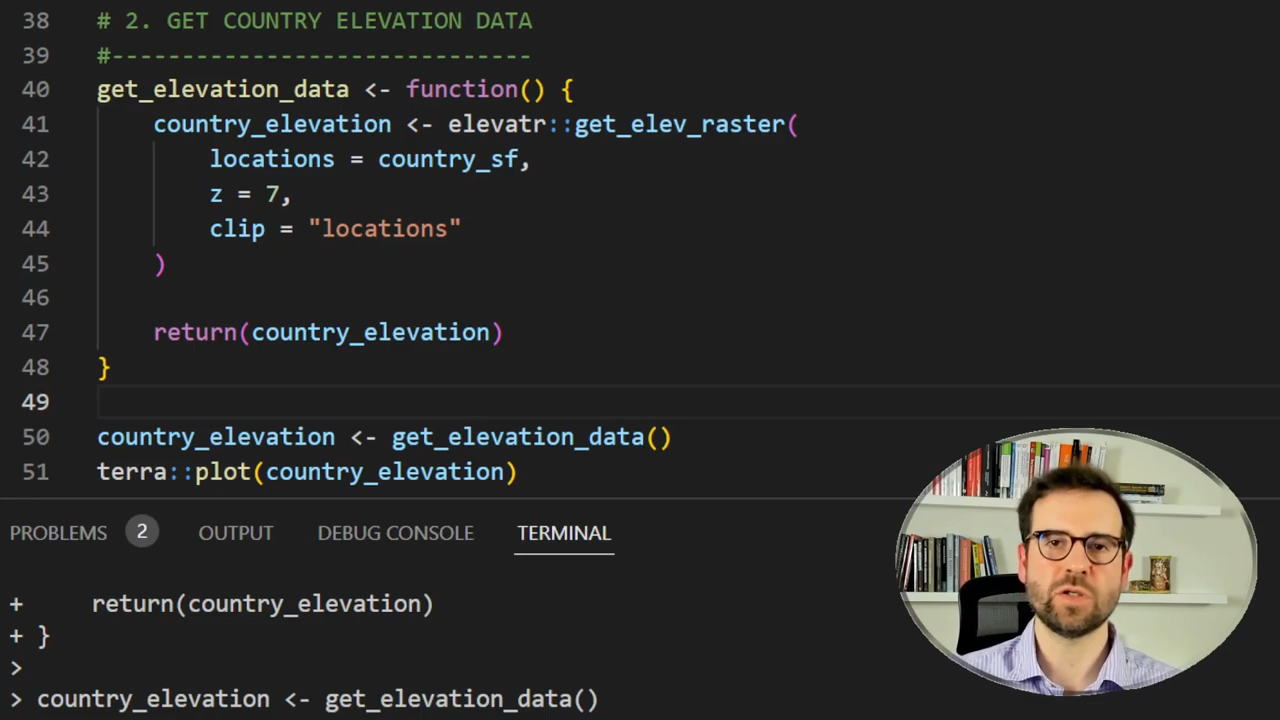 38 # 2. GET COUNTRY ELEVATION DATA
39 #------------------------------
40 get_elevation_data <- function() {
41 country_elevation <- elevatr::get_elev_raster(
42 locations = country_sf,
43 z = 7,
44 clip = "locations"
45 )
46
47 return(country_elevation)
48 }
49
50 country_elevation <- get_elevation_data()
51 terra::plot(country_elevation)
PROBLEMS 2 OUTPUT DEBUG CONSOLE TERMINAL
+ return(country_elevation)
+ }
>
> country_elevation <- get_elevation_data()